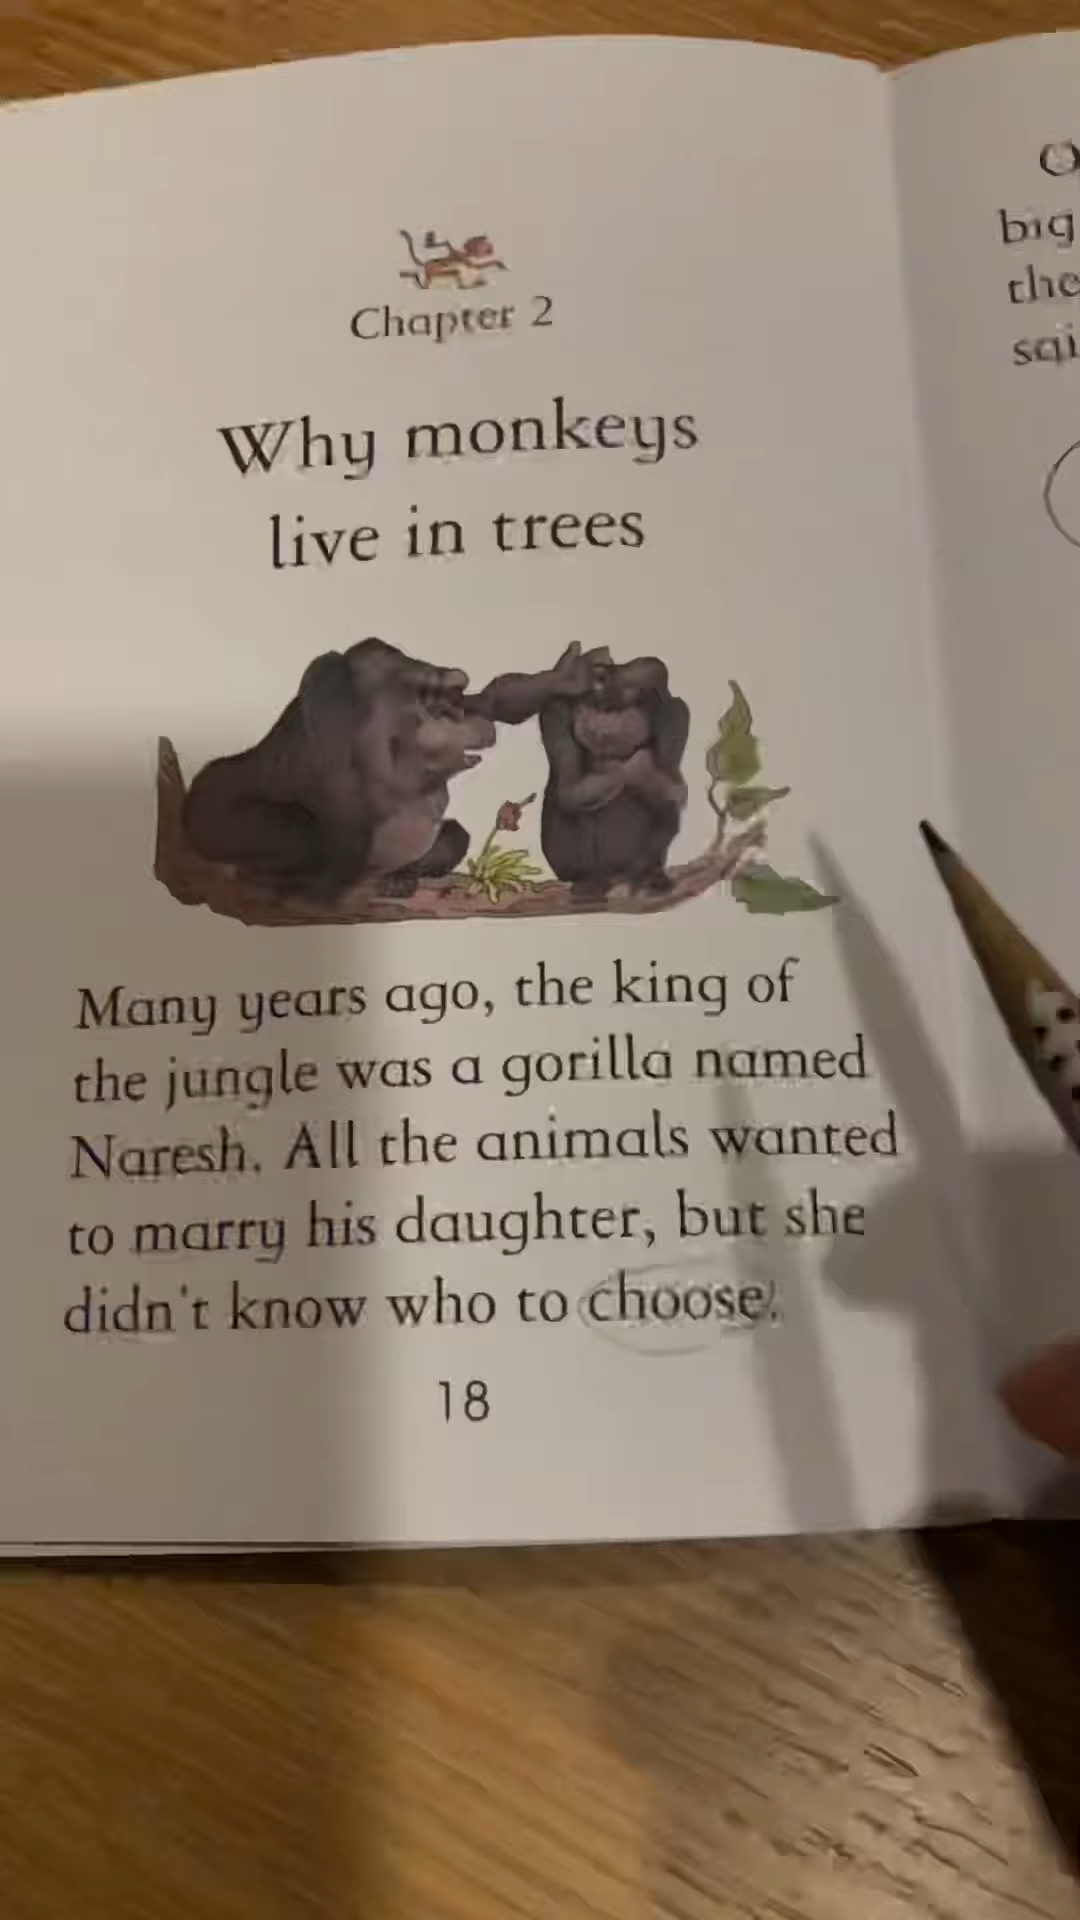 Chapter 2
Why monkeys
live in trees
Many years ago, the king of
the jungle was a gorilla named
Naresh. All the animals wanted
to marry his daughter, but she
didn't know who to choose.
18
big
the